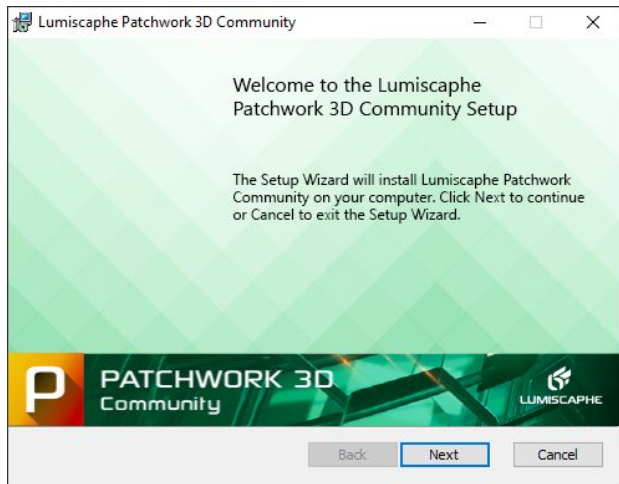 Lumiscaphe Patchwork 3D Community
Welcome to the Lumiscaphe
Patchwork 3D Community Setup
The Setup Wizard will install Lumiscaphe Patchwork
Community on your computer. Click Next to continue
or Cancel to exit the Setup Wizard.
P
PATCHWORK 3D
Community
LUMISCAPHE
Back
Next
Cancel